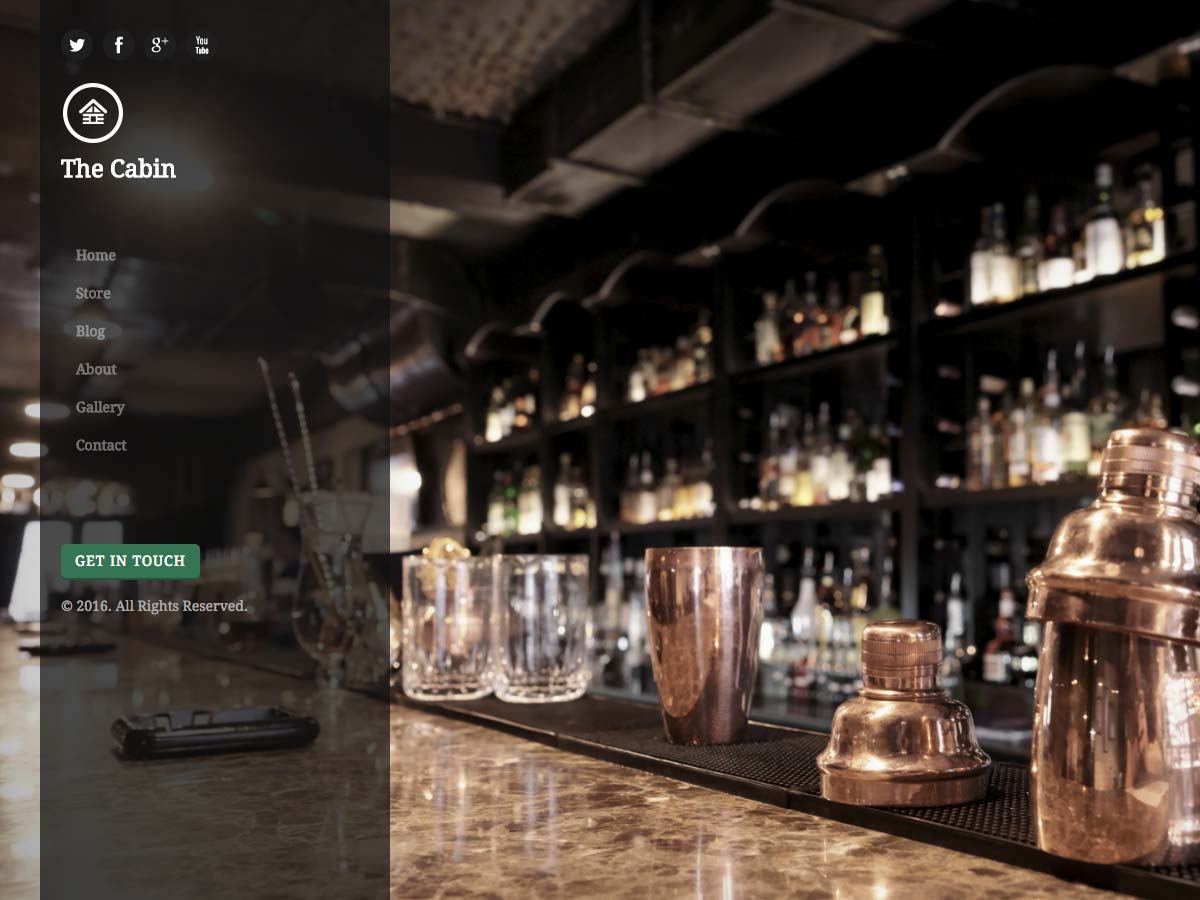 You
Tube
The Cabin
Home
Store
Blog
About
Gallery
Contact
GET IN TOUCH
© 2016. All Rights Reserved.